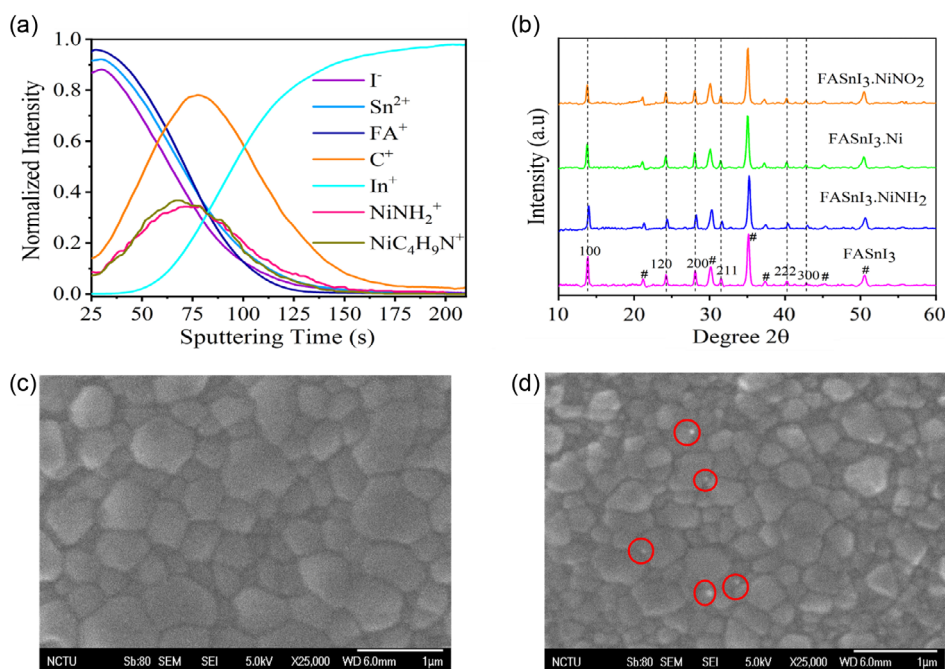 (a)
Normalized Intensity
1.0
0.8
0.6
0.4
0.2
0.0
25 50 75 100 125 150 175 200
Sputtering Time (s)
I⁻
Sn²⁺
FA⁺
C⁺
In⁺
NiNH₂⁺
NiC₄H₉N⁺
(b)
Intensity (a.u)
FASnI₃.NiNO₂
FASnI₃.Ni
FASnI₃.NiNH₂
FASnI₃
100 # 120 200 # 211 # # 222 300 # #
10 20 30 40 50 60
Degree 2θ
(c)
NCTU Sb:80 SEM SEI 5.0kV X25,000 WD 6.0mm 1μm
(d)
NCTU Sb:80 SEM SEI 5.0kV X25,000 WD 6.0mm 1μm